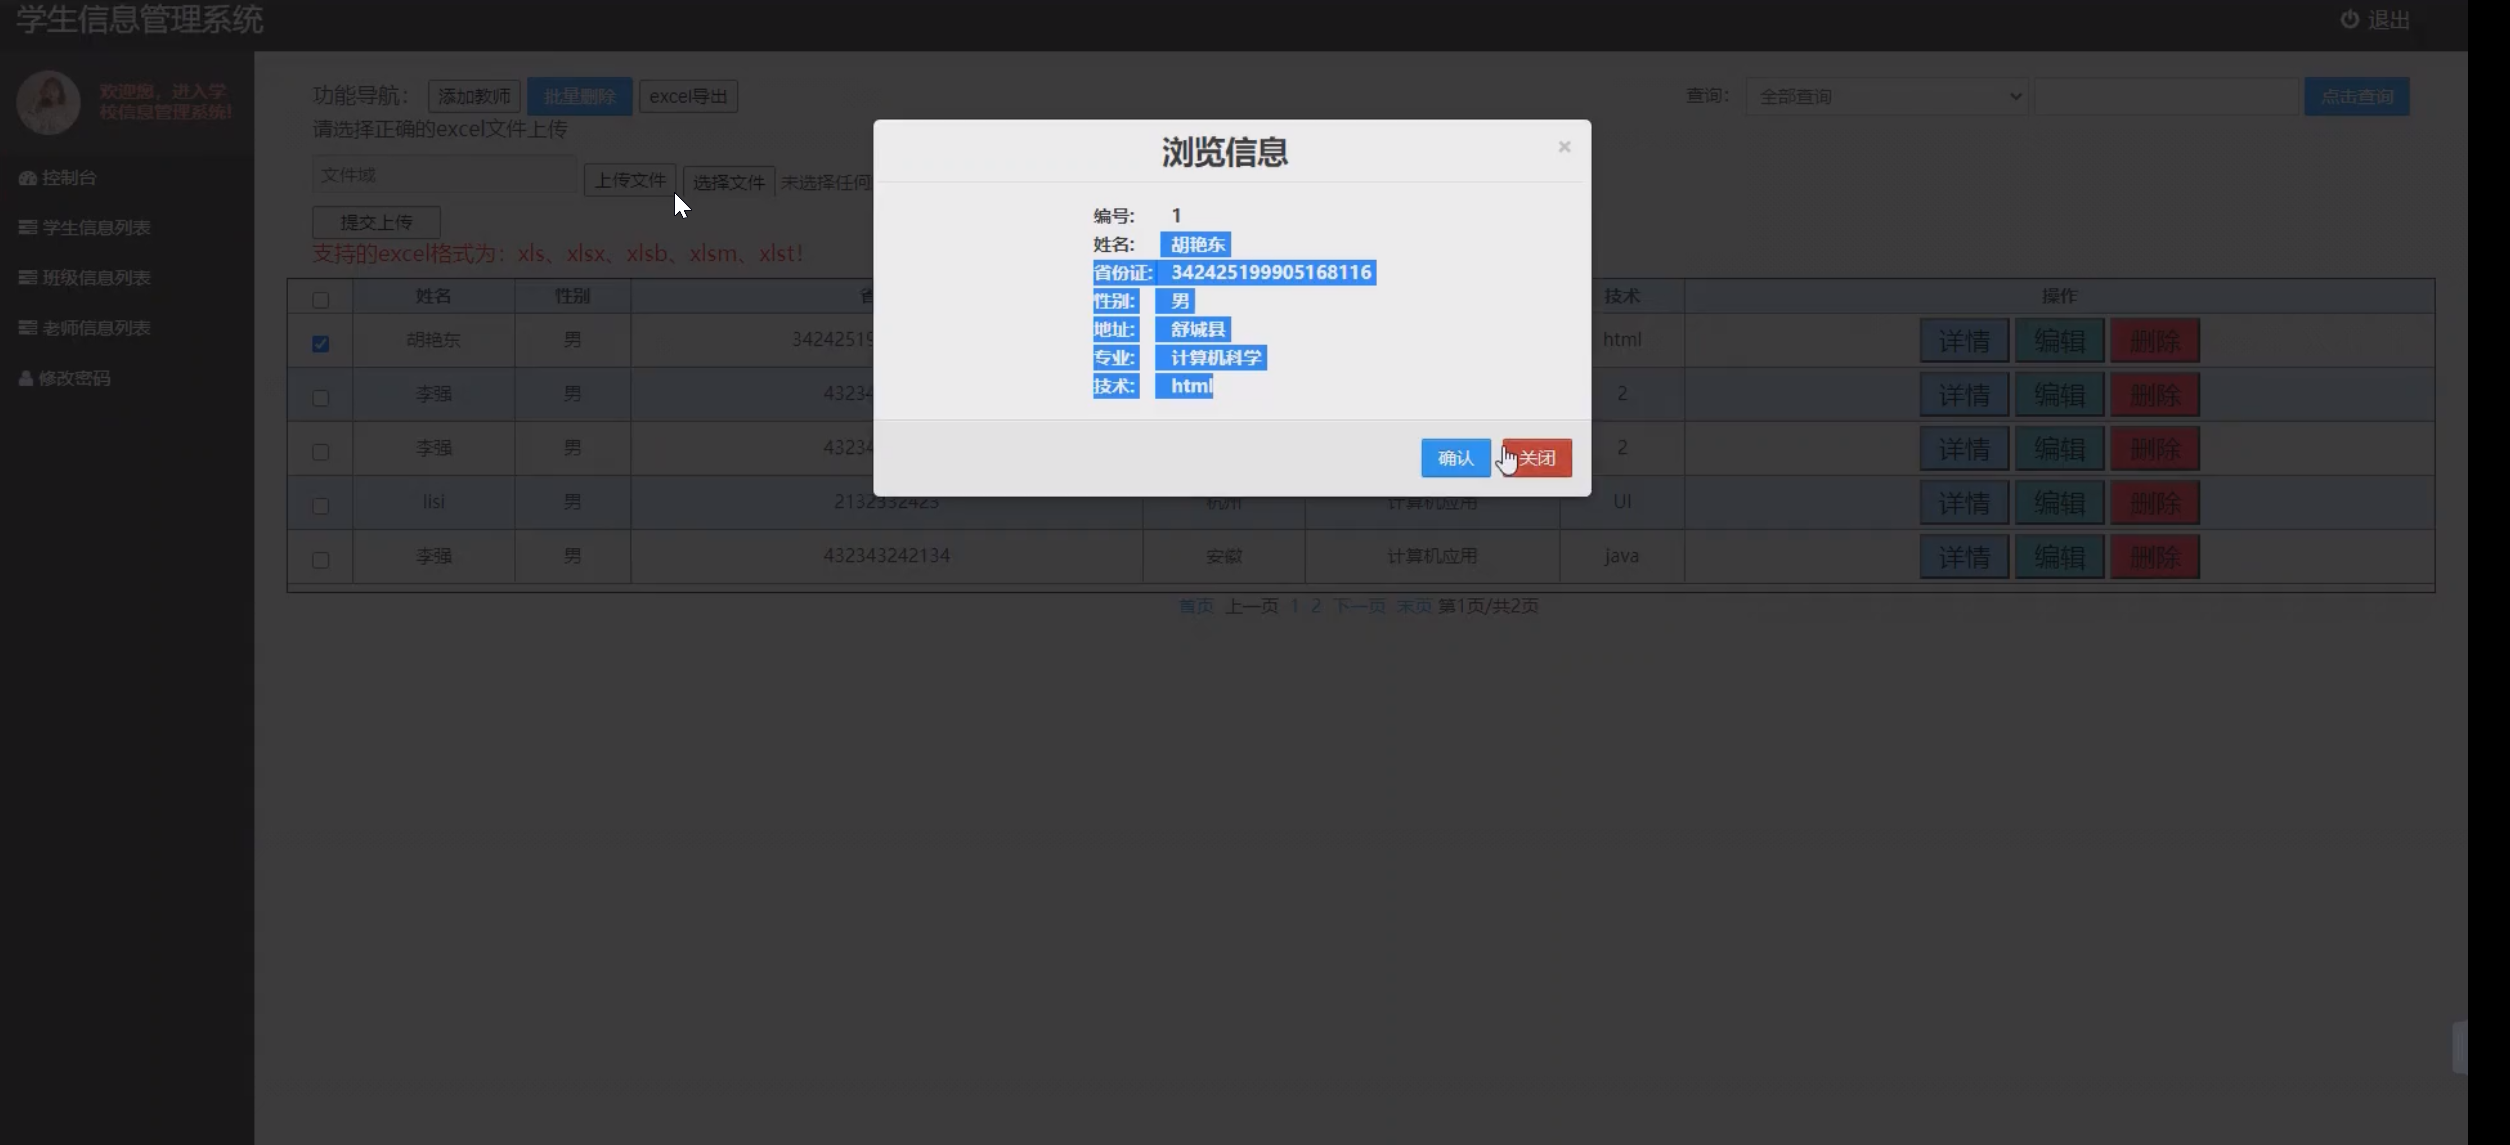 学生信息管理系统
退出
欢迎您，进入学
校信息管理系统!
控制台
学生信息列表
班级信息列表
老师信息列表
修改密码
功能导航： 添加教师 批量删除 excel导出
查询： 全部查询 点击查询
请选择正确的excel文件上传
文件域 上传文件 选择文件 未选择任何
提交上传
支持的excel格式为：xls、xlsx、xlsb、xlsm、xlst！
浏览信息 ×
编号： 1
姓名： 胡艳东
省份证： 342425199905168116
性别： 男
地址： 舒城县
专业： 计算机科学
技术： html
确认 关闭
姓名 性别 省 技术 操作
胡艳东 男 34242519 html 详情 编辑 删除
李强 男 43234 2 详情 编辑 删除
李强 男 43234 2 详情 编辑 删除
lisi 男 2132332423 杭州 计算机应用 UI 详情 编辑 删除
李强 男 432343242134 安徽 计算机应用 java 详情 编辑 删除
首页 上一页 1 2 下一页 末页 第1页/共2页